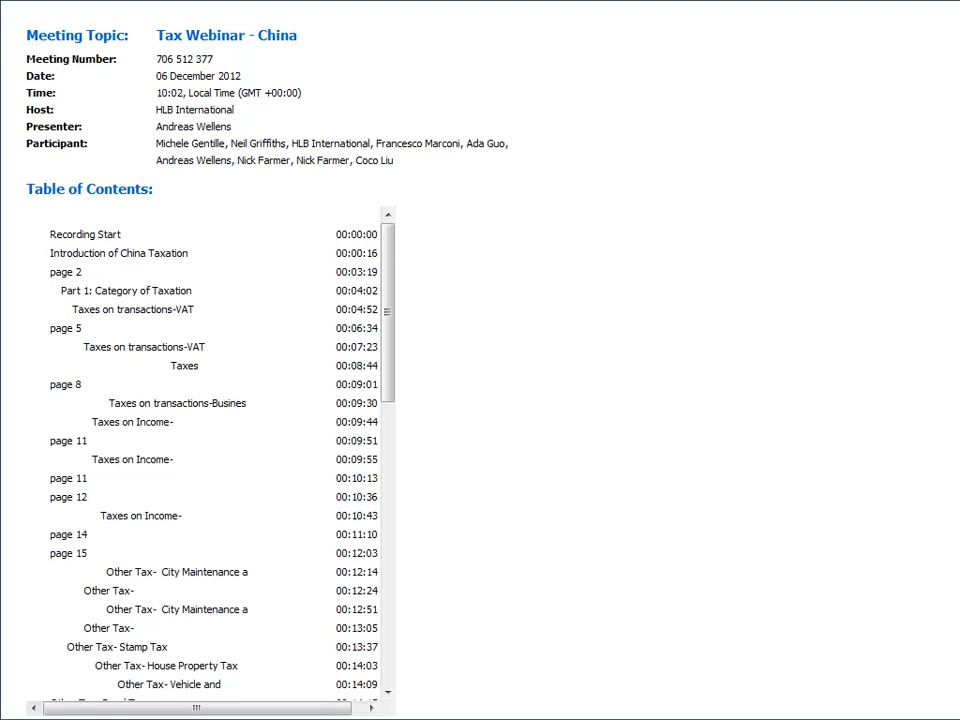 Meeting Topic: Tax Webinar - China
Meeting Number: 706 512 377
Date: 06 December 2012
Time: 10:02, Local Time (GMT +00:00)
Host: HLB International
Presenter: Andreas Wellens
Participant: Michele Gentille, Neil Griffiths, HLB International, Francesco Marconi, Ada Guo,
Andreas Wellens, Nick Farmer, Nick Farmer, Coco Liu
Table of Contents:
Recording Start 00:00:00
Introduction of China Taxation 00:00:16
page 2 00:03:19
Part 1: Category of Taxation 00:04:02
Taxes on transactions-VAT 00:04:52
page 5 00:06:34
Taxes on transactions-VAT 00:07:23
Taxes 00:08:44
page 8 00:09:01
Taxes on transactions-Busines 00:09:30
Taxes on Income- 00:09:44
page 11 00:09:51
Taxes on Income- 00:09:55
page 11 00:10:13
page 12 00:10:36
Taxes on Income- 00:10:43
page 14 00:11:10
page 15 00:12:03
Other Tax- City Maintenance a 00:12:14
Other Tax- 00:12:24
Other Tax- City Maintenance a 00:12:51
Other Tax- 00:13:05
Other Tax- Stamp Tax 00:13:37
Other Tax- House Property Tax 00:14:03
Other Tax- Vehicle and 00:14:09